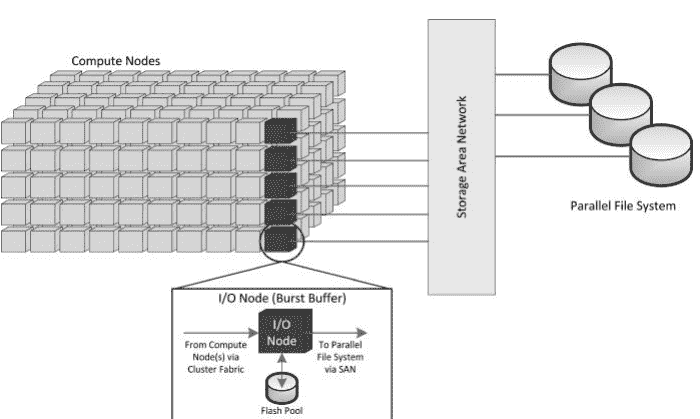 Compute Nodes
Storage Area Network
Parallel File System
I/O Node (Burst Buffer)
I/O
Node
From Compute
Node(s) via
Cluster Fabric
To Parallel
File System
via SAN
Flash Pool